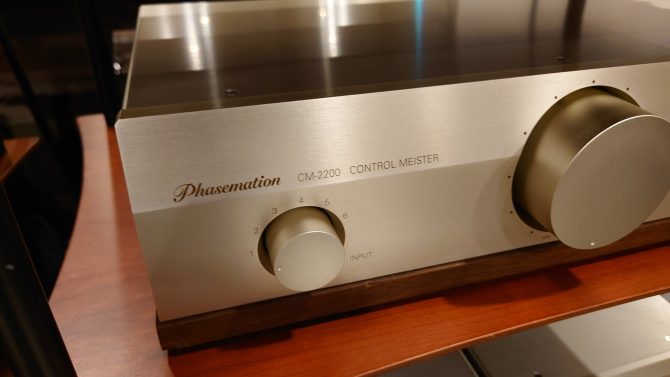 Phasemation CM-2200 CONTROL MEISTER
1 2 3 4 5 6
INPUT